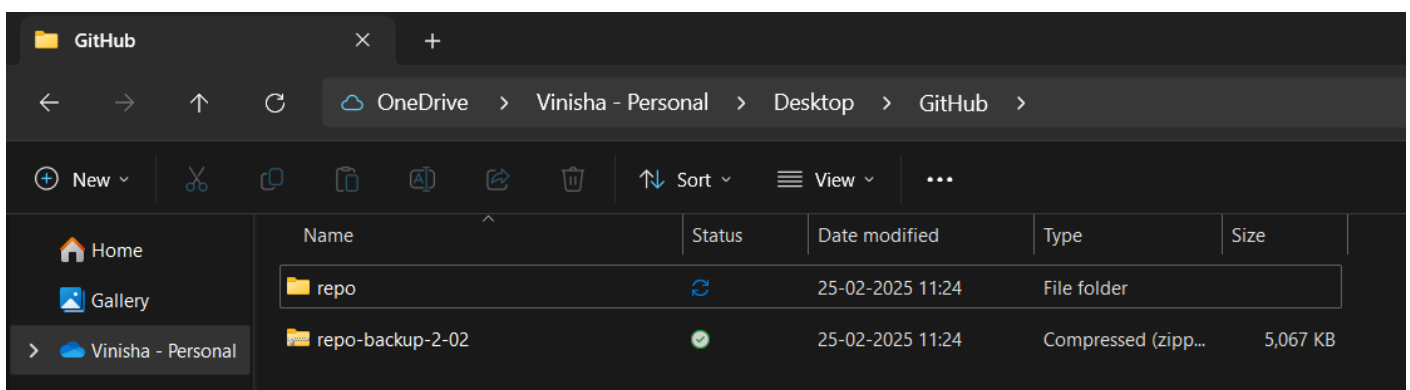 GitHub
OneDrive > Vinisha - Personal > Desktop > GitHub >
New Sort View
Name Status Date modified Type Size
Home
Gallery
Vinisha - Personal
repo 25-02-2025 11:24 File folder
repo-backup-2-02 25-02-2025 11:24 Compressed (zipp... 5,067 KB